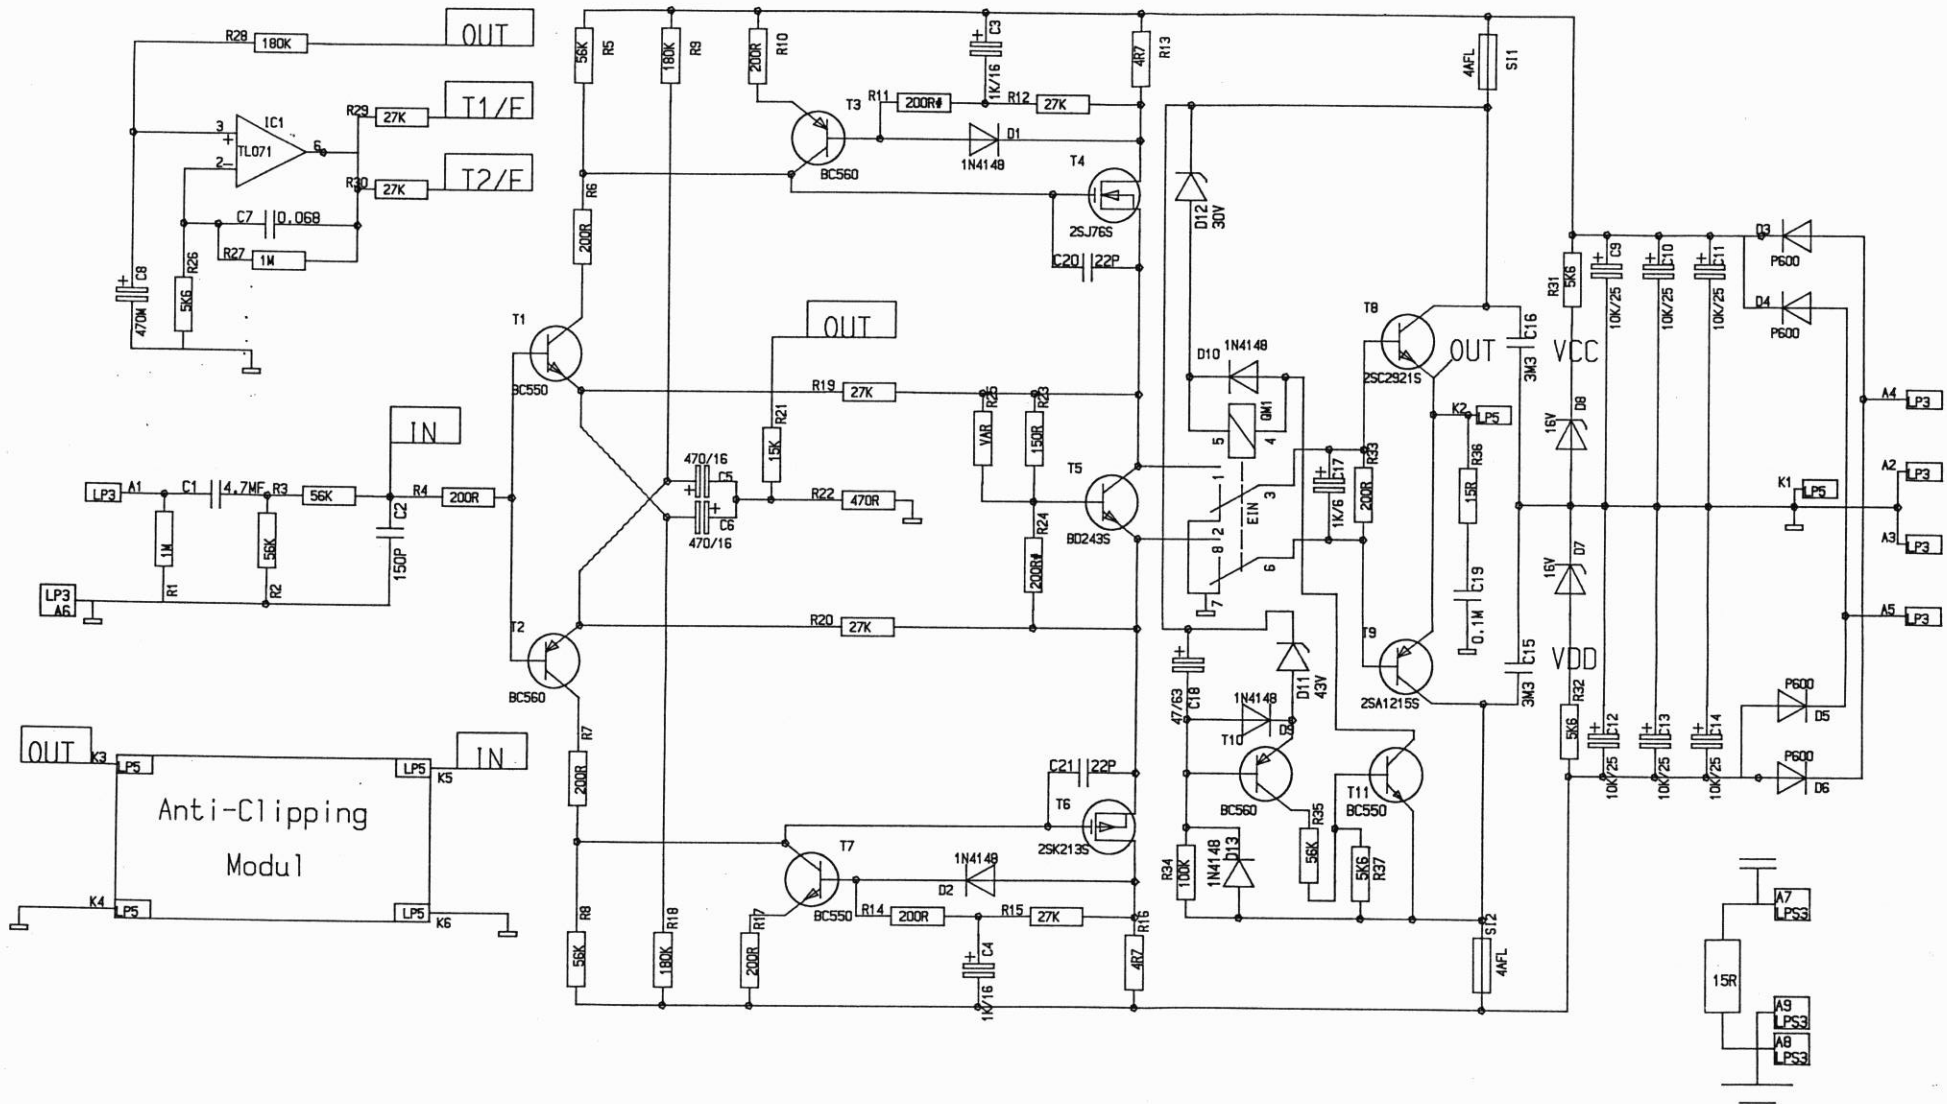 R28 180K OUT
R29 27K T1/E
R30 27K T2/E
IC1
TL071
3 + 2 - 6
C7 0.068
R27 1M
R26 5K6
+ C8 470M
IN
LP3 A1 C1 4.7MF R3 56K R4 200R
R1 1M
R2 56K
C2 150P
LP3
A6
OUT K3 LP5
LP5 K5 IN
Anti-Clipping
Modul
K4 LP5
LP5 K6
R5 56K
R9 180K
R10 200R
T3
BC560
R11 200R#
+ C3 1K/16
R12 27K
R13 4R7
D1
1N4148
T4
2SJ76S
C20 22P
R6 200R
T1
BC550
OUT
R21 15K
R19 27K
470/16
C5 +
C6 +
470/16
R22 470R
R25 VAR
R23 150R
T5
BD243S
R24 200R#
R20 27K
T2
BC560
R7 200R
C21 22P
T6
2SK213S
T7
BC550
1N4148
D2
R14 200R
R15 27K
+ C4 1K/16
R16 4R7
R8 56K
R18 180K
R17 200R
4AFL SI1
D12 30V
D10 1N4148
QM1
5 4
1 3
EIN
2 8 6
7
+ C17 1K/6
R33 200R
T8
2SC2921S
OUT
K2 LP5
R36 15R
C19 0.1M
T9
2SA1215S
C16 3M3
C15 3M3
+ C18 47/63
D11 43V
1N4148
D9
T10
BC560
T11
BC550
R35 56K
R37 5K6
R34 100K
D13 1N4148
SI2 4AFL
VCC
R31 5K6
D8 16V
D7 16V
VDD
R32 5K6
+ C9 10K/25
+ C10 10K/25
+ C11 10K/25
+ C12 10K/25
+ C13 10K/25
+ C14 10K/25
D3
P600
D4
P600
P600
D5
P600
D6
K1 LP5
A4 LP3
A2 LP3
A3 LP3
A5 LP3
A7
LPS3
15R
A9
LPS3
A8
LPS3